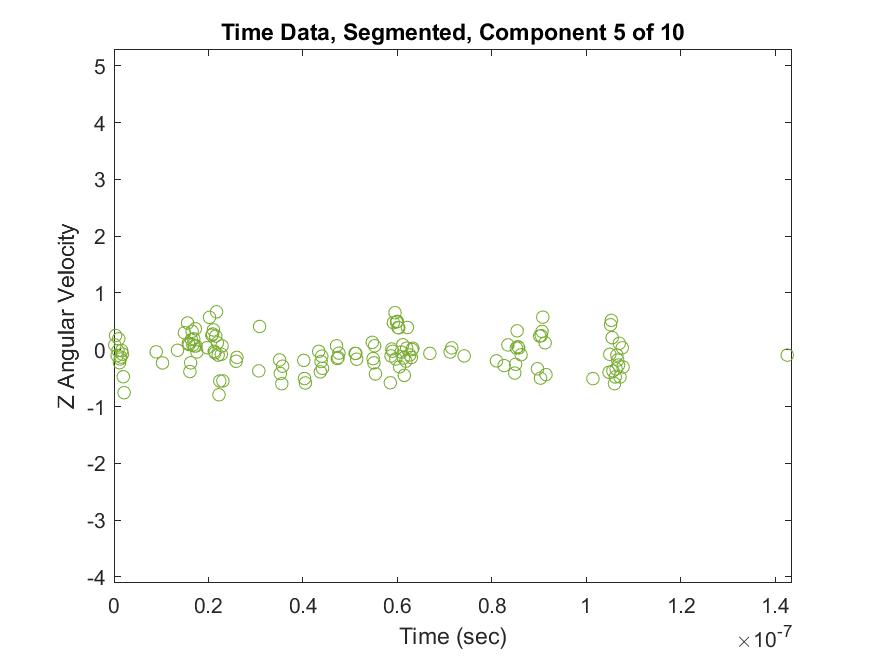 Time Data, Segmented, Component 5 of 10
5
4
3
2
1
0
-1
-2
-3
-4
Z Angular Velocity
0 0.2 0.4 0.6 0.8 1 1.2 1.4
Time (sec)
×10-7